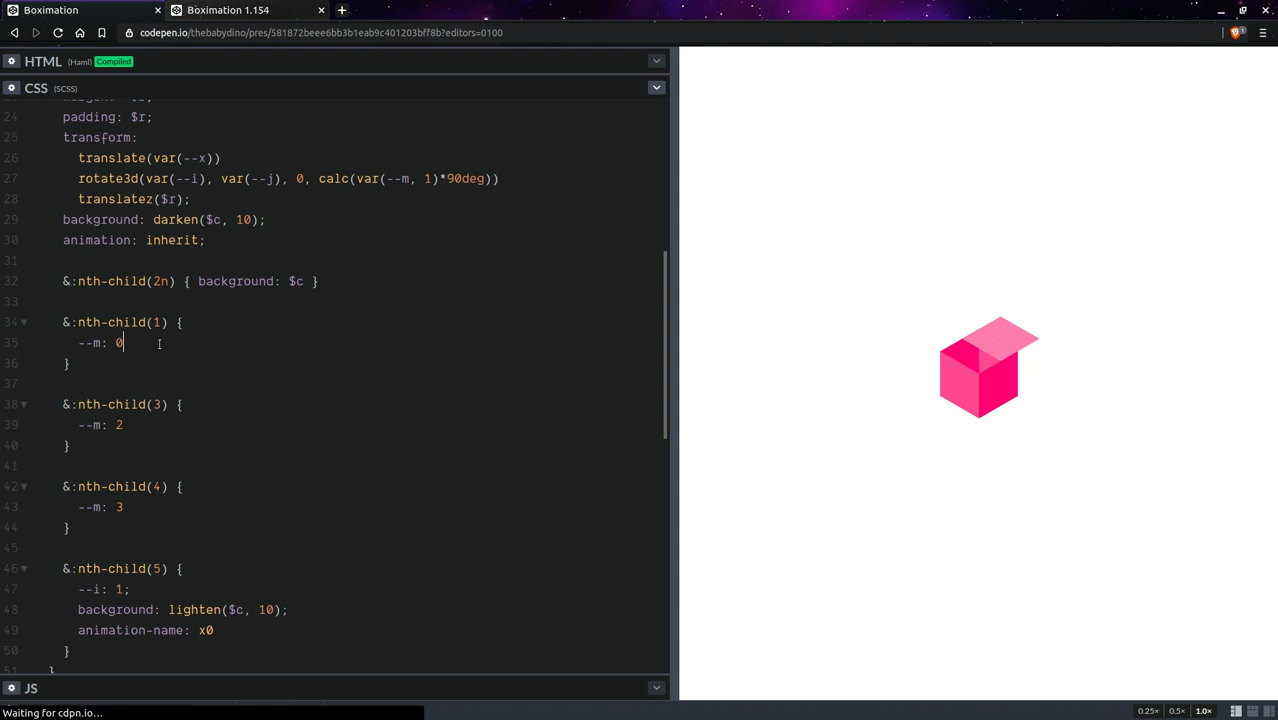 Boximation ×
Boximation 1.154 ×
codepen.io/thebabydino/pres/581872beee6bb3b1eab9c401203bff8b?editors=0100
HTML (Haml) Compiled
CSS (SCSS)
24 padding: $r;
25 transform:
26 translate(var(--x))
27 rotate3d(var(--i), var(--j), 0, calc(var(--m, 1)*90deg))
28 translatez($r);
29 background: darken($c, 10);
30 animation: inherit;
31
32 &:nth-child(2n) { background: $c }
33
34 &:nth-child(1) {
35 --m: 0
36 }
37
38 &:nth-child(3) {
39 --m: 2
40 }
41
42 &:nth-child(4) {
43 --m: 3
44 }
45
46 &:nth-child(5) {
47 --i: 1;
48 background: lighten($c, 10);
49 animation-name: x0
50 }
51 }
JS
Waiting for cdpn.io…
0.25× 0.5× 1.0×